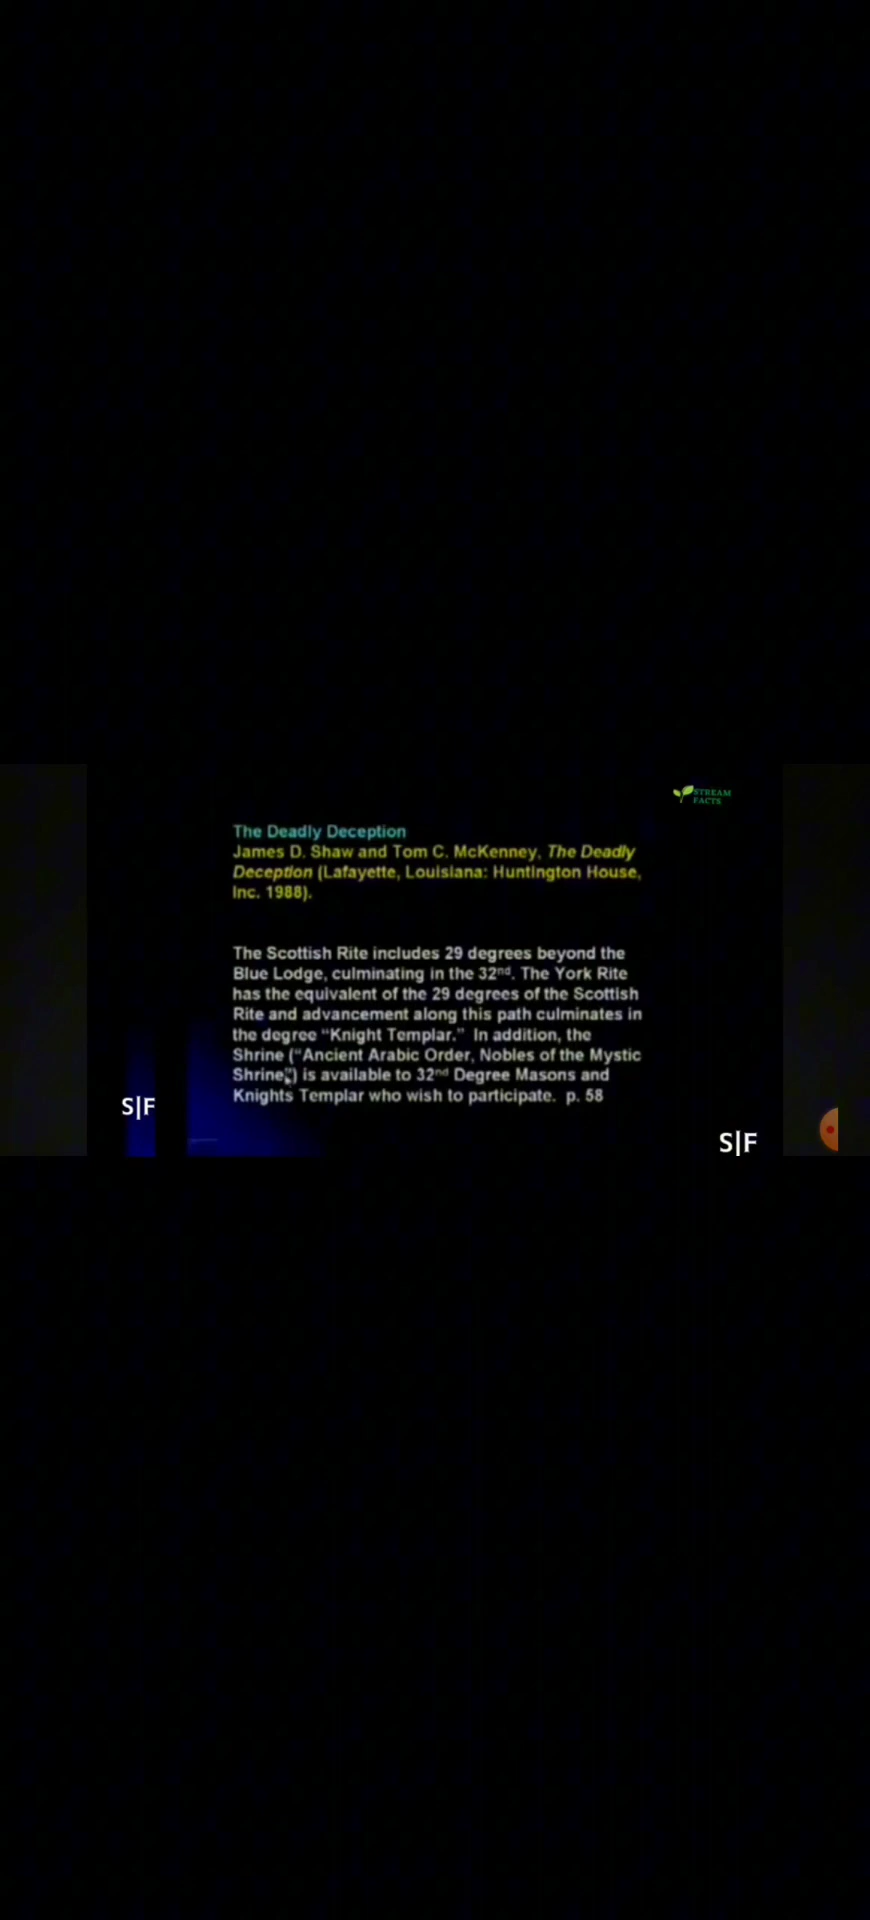 STREAM
FACTS
The Deadly Deception
James D. Shaw and Tom C. McKenney, The Deadly
Deception (Lafayette, Louisiana: Huntington House,
Inc. 1988).
The Scottish Rite includes 29 degrees beyond the
Blue Lodge, culminating in the 32nd. The York Rite
has the equivalent of the 29 degrees of the Scottish
Rite and advancement along this path culminates in
the degree “Knight Templar.” In addition, the
Shrine (“Ancient Arabic Order, Nobles of the Mystic
Shrine”) is available to 32nd Degree Masons and
Knights Templar who wish to participate. p. 58
S|F
S|F